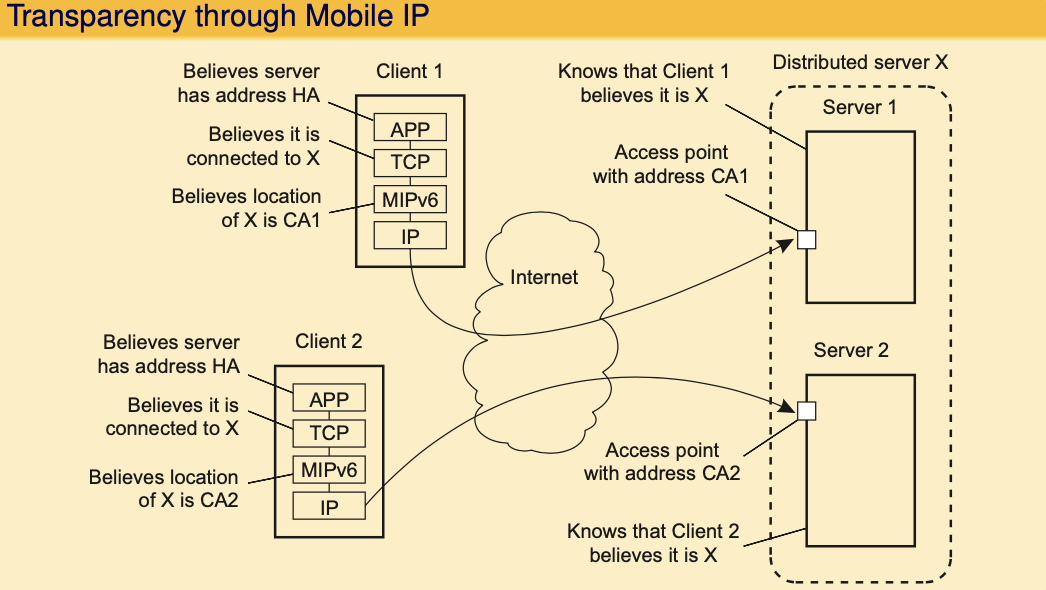 Transparency through Mobile IP
Believes server
has address HA
Believes it is
connected to X
Believes location
of X is CA1
Client 1
APP
TCP
MIPv6
IP
Internet
Knows that Client 1
believes it is X
Access point
with address CA1
Distributed server X
Server 1
Believes server
has address HA
Believes it is
connected to X
Believes location
of X is CA2
Client 2
APP
TCP
MIPv6
IP
Server 2
Access point
with address CA2
Knows that Client 2
believes it is X